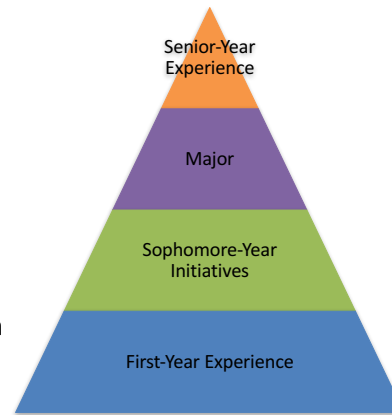 Senior-Year
Experience
Major
Sophomore-Year
Initiatives
First-Year Experience